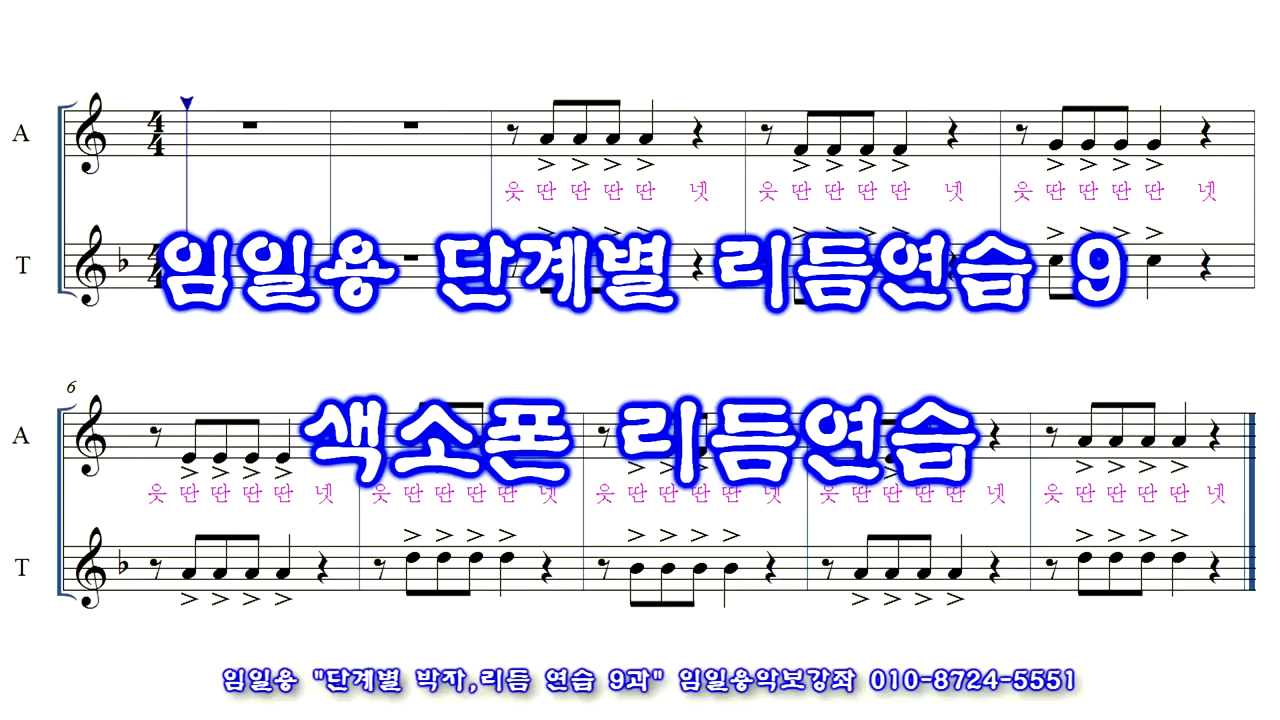 A
웃 딴 딴 딴 딴 넷 웃 딴 딴 딴 딴 넷 웃 딴 딴 딴 딴 넷
T
임일용 단계별 리듬연습 9
6
A
색소폰 리듬연습
웃 딴 딴 딴 딴 넷 웃 딴 딴 딴 딴 넷 웃 딴 딴 딴 딴 넷 웃 딴 딴 딴 딴 넷 웃 딴 딴 딴 딴 넷
T
임일용 "단계별 박자,리듬 연습 9과" 임일용악보강좌 010-8724-5551